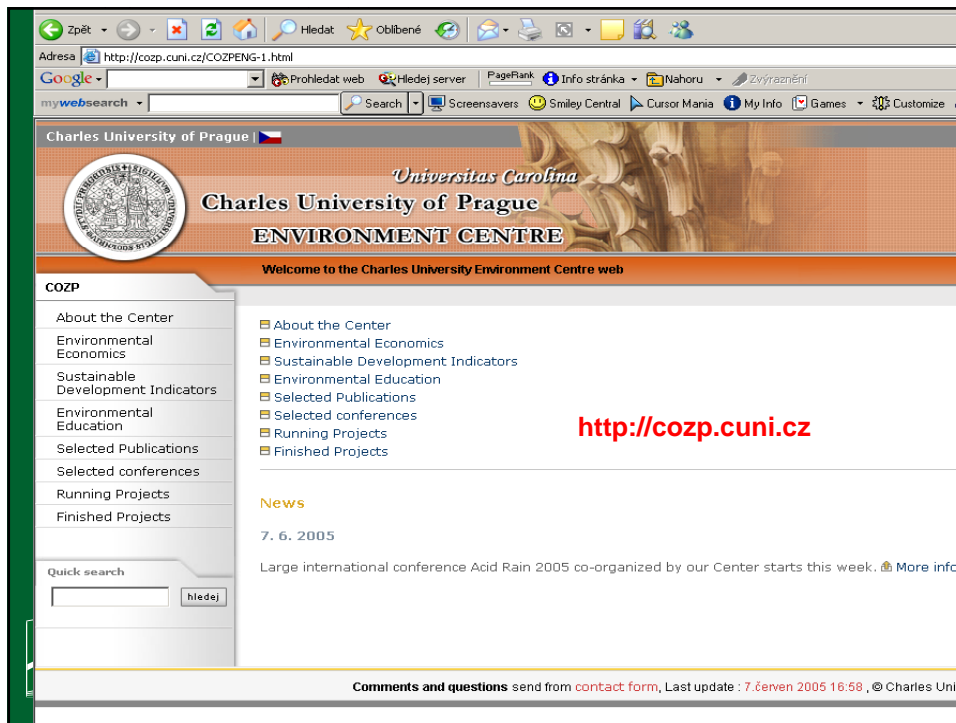 Zpět Hledat Oblíbené
Adresa http://cozp.cuni.cz/COZPENG-1.html
Google Prohledat web Hledej server PageRank Info stránka Nahoru Zvýraznění
mywebsearch Search Screensavers Smiley Central Cursor Mania My Info Games Customize
Charles University of Prague |
Universitas Carolina
Charles University of Prague
ENVIRONMENT CENTRE
Welcome to the Charles University Environment Centre web
COZP
About the Center
Environmental
Economics
Sustainable
Development Indicators
Environmental
Education
Selected Publications
Selected conferences
Running Projects
Finished Projects
Quick search
hledej
About the Center
Environmental Economics
Sustainable Development Indicators
Environmental Education
Selected Publications
Selected conferences
Running Projects
Finished Projects
http://cozp.cuni.cz
News
7. 6. 2005
Large international conference Acid Rain 2005 co-organized by our Center starts this week. More info
Comments and questions send from contact form, Last update : 7.červen 2005 16:58 , © Charles Uni